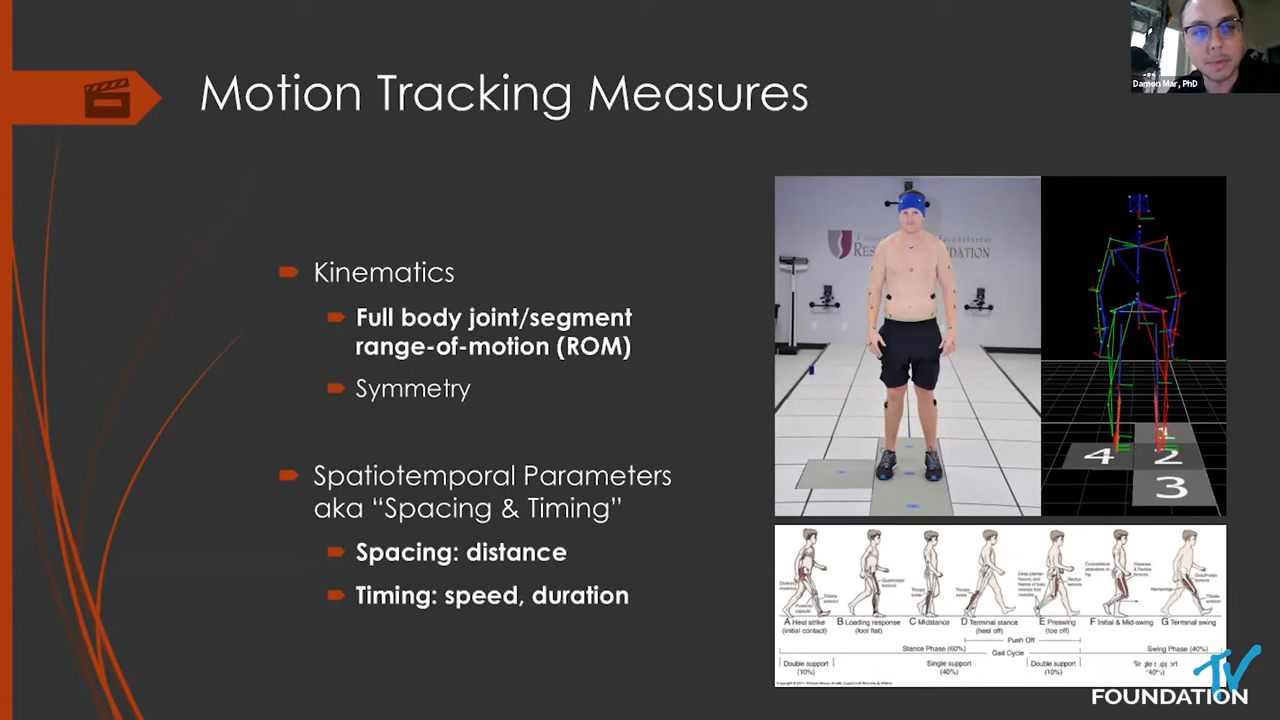 Damon Mar, PhD
Motion Tracking Measures
Kinematics
Full body joint/segment
range-of-motion (ROM)
Symmetry
Spatiotemporal Parameters
aka “Spacing & Timing”
Spacing: distance
Timing: speed, duration
4
2
3
A Heel strike
(initial contact)
B Loading response
(foot flat)
C Midstance
D Terminal stance
(heel off)
E Preswing
(toe off)
F Initial & Mid-swing
G Terminal swing
Push Off
Stance Phase (60%)
Swing Phase (40%)
Gait Cycle
Double support
(10%)
Single support
(40%)
Double support
(10%)
TV
FOUNDATION